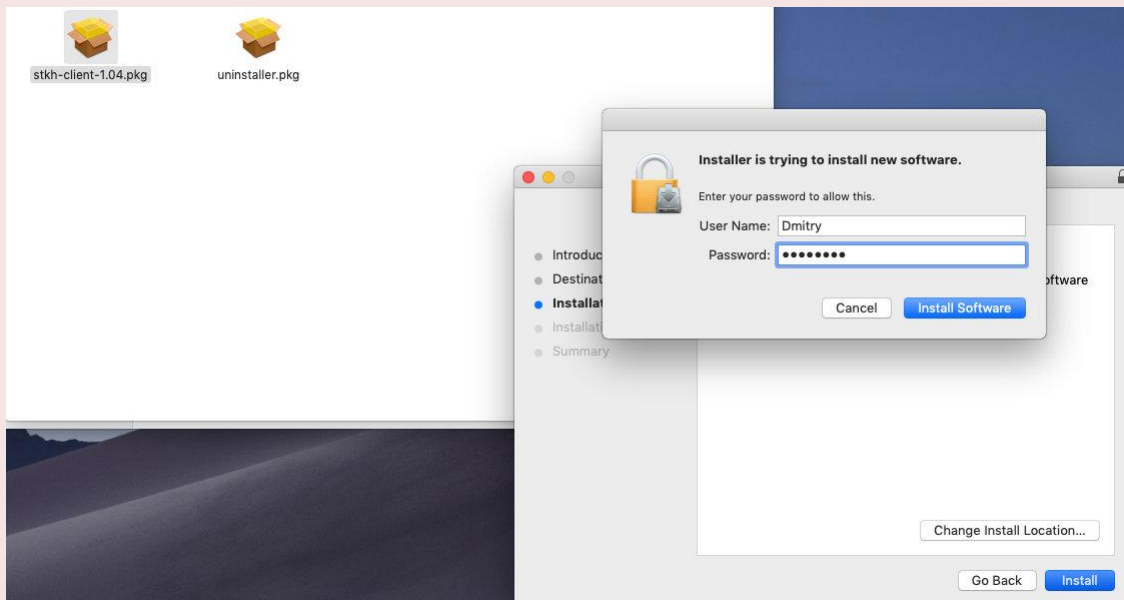 stkh-client-1.04.pkg
uninstaller.pkg
Installer is trying to install new software.
Enter your password to allow this.
User Name: Dmitry
Password: ••••••••
Cancel
Install Software
Introduc
Destinat
Installat
Installati
Summary
oftware
Change Install Location...
Go Back
Install